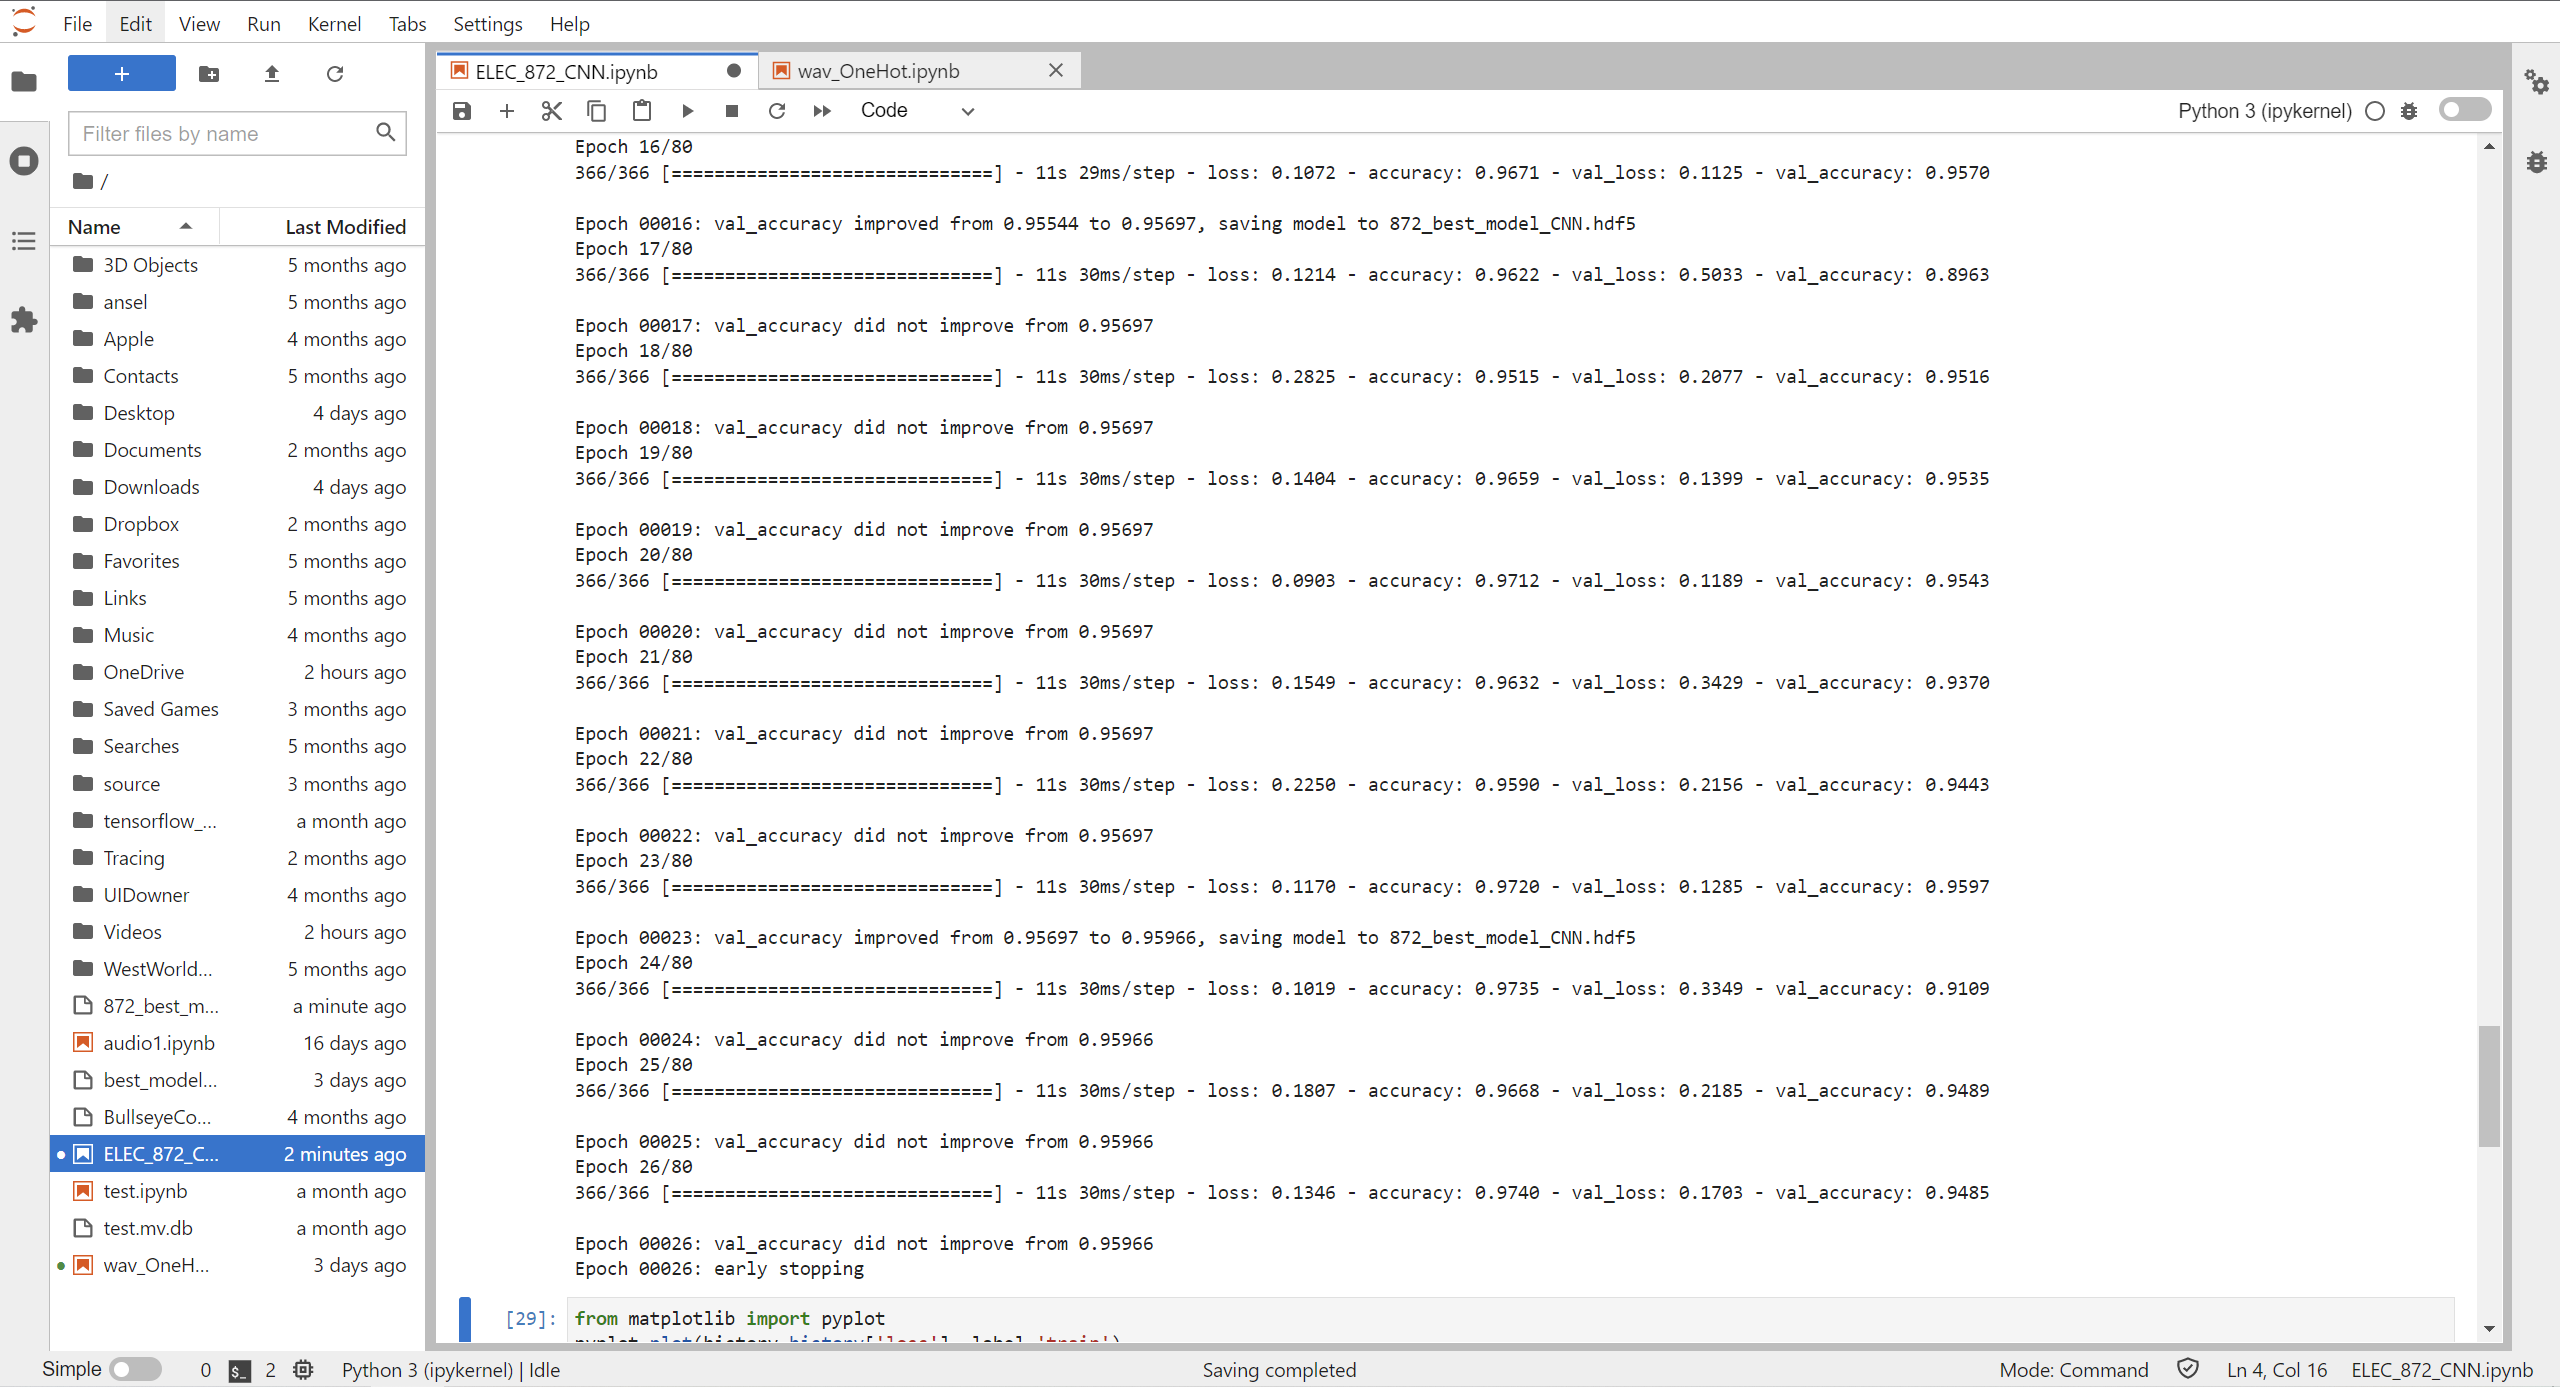 File Edit View Run Kernel Tabs Settings Help
+
Filter files by name
/
Name Last Modified
3D Objects 5 months ago
ansel 5 months ago
Apple 4 months ago
Contacts 5 months ago
Desktop 4 days ago
Documents 2 months ago
Downloads 4 days ago
Dropbox 2 months ago
Favorites 5 months ago
Links 5 months ago
Music 4 months ago
OneDrive 2 hours ago
Saved Games 3 months ago
Searches 5 months ago
source 3 months ago
tensorflow_... a month ago
Tracing 2 months ago
UIDowner 4 months ago
Videos 2 hours ago
WestWorld... 5 months ago
872_best_m... a minute ago
audio1.ipynb 16 days ago
best_model... 3 days ago
BullseyeCo... 4 months ago
ELEC_872_C... 2 minutes ago
test.ipynb a month ago
test.mv.db a month ago
wav_OneH... 3 days ago
ELEC_872_CNN.ipynb wav_OneHot.ipynb
Code Python 3 (ipykernel)
Epoch 16/80
366/366 [==============================] - 11s 29ms/step - loss: 0.1072 - accuracy: 0.9671 - val_loss: 0.1125 - val_accuracy: 0.9570
Epoch 00016: val_accuracy improved from 0.95544 to 0.95697, saving model to 872_best_model_CNN.hdf5
Epoch 17/80
366/366 [==============================] - 11s 30ms/step - loss: 0.1214 - accuracy: 0.9622 - val_loss: 0.5033 - val_accuracy: 0.8963
Epoch 00017: val_accuracy did not improve from 0.95697
Epoch 18/80
366/366 [==============================] - 11s 30ms/step - loss: 0.2825 - accuracy: 0.9515 - val_loss: 0.2077 - val_accuracy: 0.9516
Epoch 00018: val_accuracy did not improve from 0.95697
Epoch 19/80
366/366 [==============================] - 11s 30ms/step - loss: 0.1404 - accuracy: 0.9659 - val_loss: 0.1399 - val_accuracy: 0.9535
Epoch 00019: val_accuracy did not improve from 0.95697
Epoch 20/80
366/366 [==============================] - 11s 30ms/step - loss: 0.0903 - accuracy: 0.9712 - val_loss: 0.1189 - val_accuracy: 0.9543
Epoch 00020: val_accuracy did not improve from 0.95697
Epoch 21/80
366/366 [==============================] - 11s 30ms/step - loss: 0.1549 - accuracy: 0.9632 - val_loss: 0.3429 - val_accuracy: 0.9370
Epoch 00021: val_accuracy did not improve from 0.95697
Epoch 22/80
366/366 [==============================] - 11s 30ms/step - loss: 0.2250 - accuracy: 0.9590 - val_loss: 0.2156 - val_accuracy: 0.9443
Epoch 00022: val_accuracy did not improve from 0.95697
Epoch 23/80
366/366 [==============================] - 11s 30ms/step - loss: 0.1170 - accuracy: 0.9720 - val_loss: 0.1285 - val_accuracy: 0.9597
Epoch 00023: val_accuracy improved from 0.95697 to 0.95966, saving model to 872_best_model_CNN.hdf5
Epoch 24/80
366/366 [==============================] - 11s 30ms/step - loss: 0.1019 - accuracy: 0.9735 - val_loss: 0.3349 - val_accuracy: 0.9109
Epoch 00024: val_accuracy did not improve from 0.95966
Epoch 25/80
366/366 [==============================] - 11s 30ms/step - loss: 0.1807 - accuracy: 0.9668 - val_loss: 0.2185 - val_accuracy: 0.9489
Epoch 00025: val_accuracy did not improve from 0.95966
Epoch 26/80
366/366 [==============================] - 11s 30ms/step - loss: 0.1346 - accuracy: 0.9740 - val_loss: 0.1703 - val_accuracy: 0.9485
Epoch 00026: val_accuracy did not improve from 0.95966
Epoch 00026: early stopping
[29]: from matplotlib import pyplot
pyplot.plot(history.history['loss'], label='train')
Simple 0 $_ 2 Python 3 (ipykernel) | Idle Saving completed Mode: Command Ln 4, Col 16 ELEC_872_CNN.ipynb